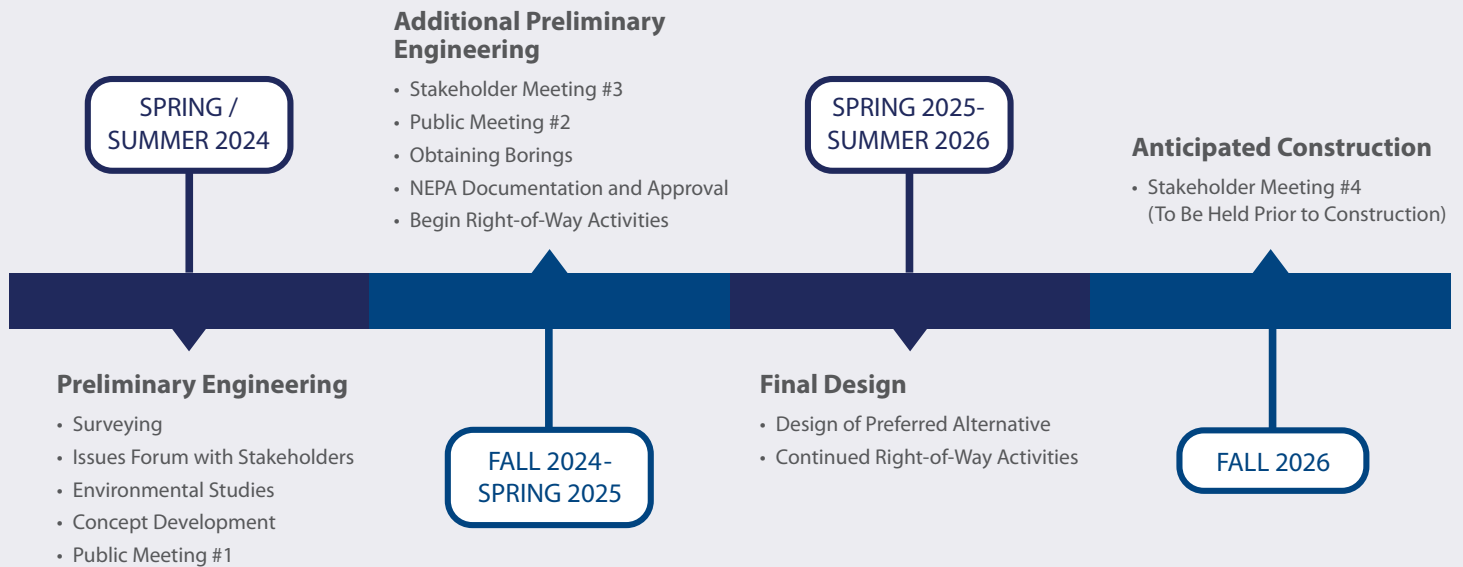 SPRING /
SUMMER 2024
Preliminary Engineering
• Surveying
• Issues Forum with Stakeholders
• Environmental Studies
• Concept Development
• Public Meeting #1
Additional Preliminary
Engineering
• Stakeholder Meeting #3
• Public Meeting #2
• Obtaining Borings
• NEPA Documentation and Approval
• Begin Right-of-Way Activities
FALL 2024-
SPRING 2025
SPRING 2025-
SUMMER 2026
Final Design
• Design of Preferred Alternative
• Continued Right-of-Way Activities
Anticipated Construction
• Stakeholder Meeting #4
(To Be Held Prior to Construction)
FALL 2026